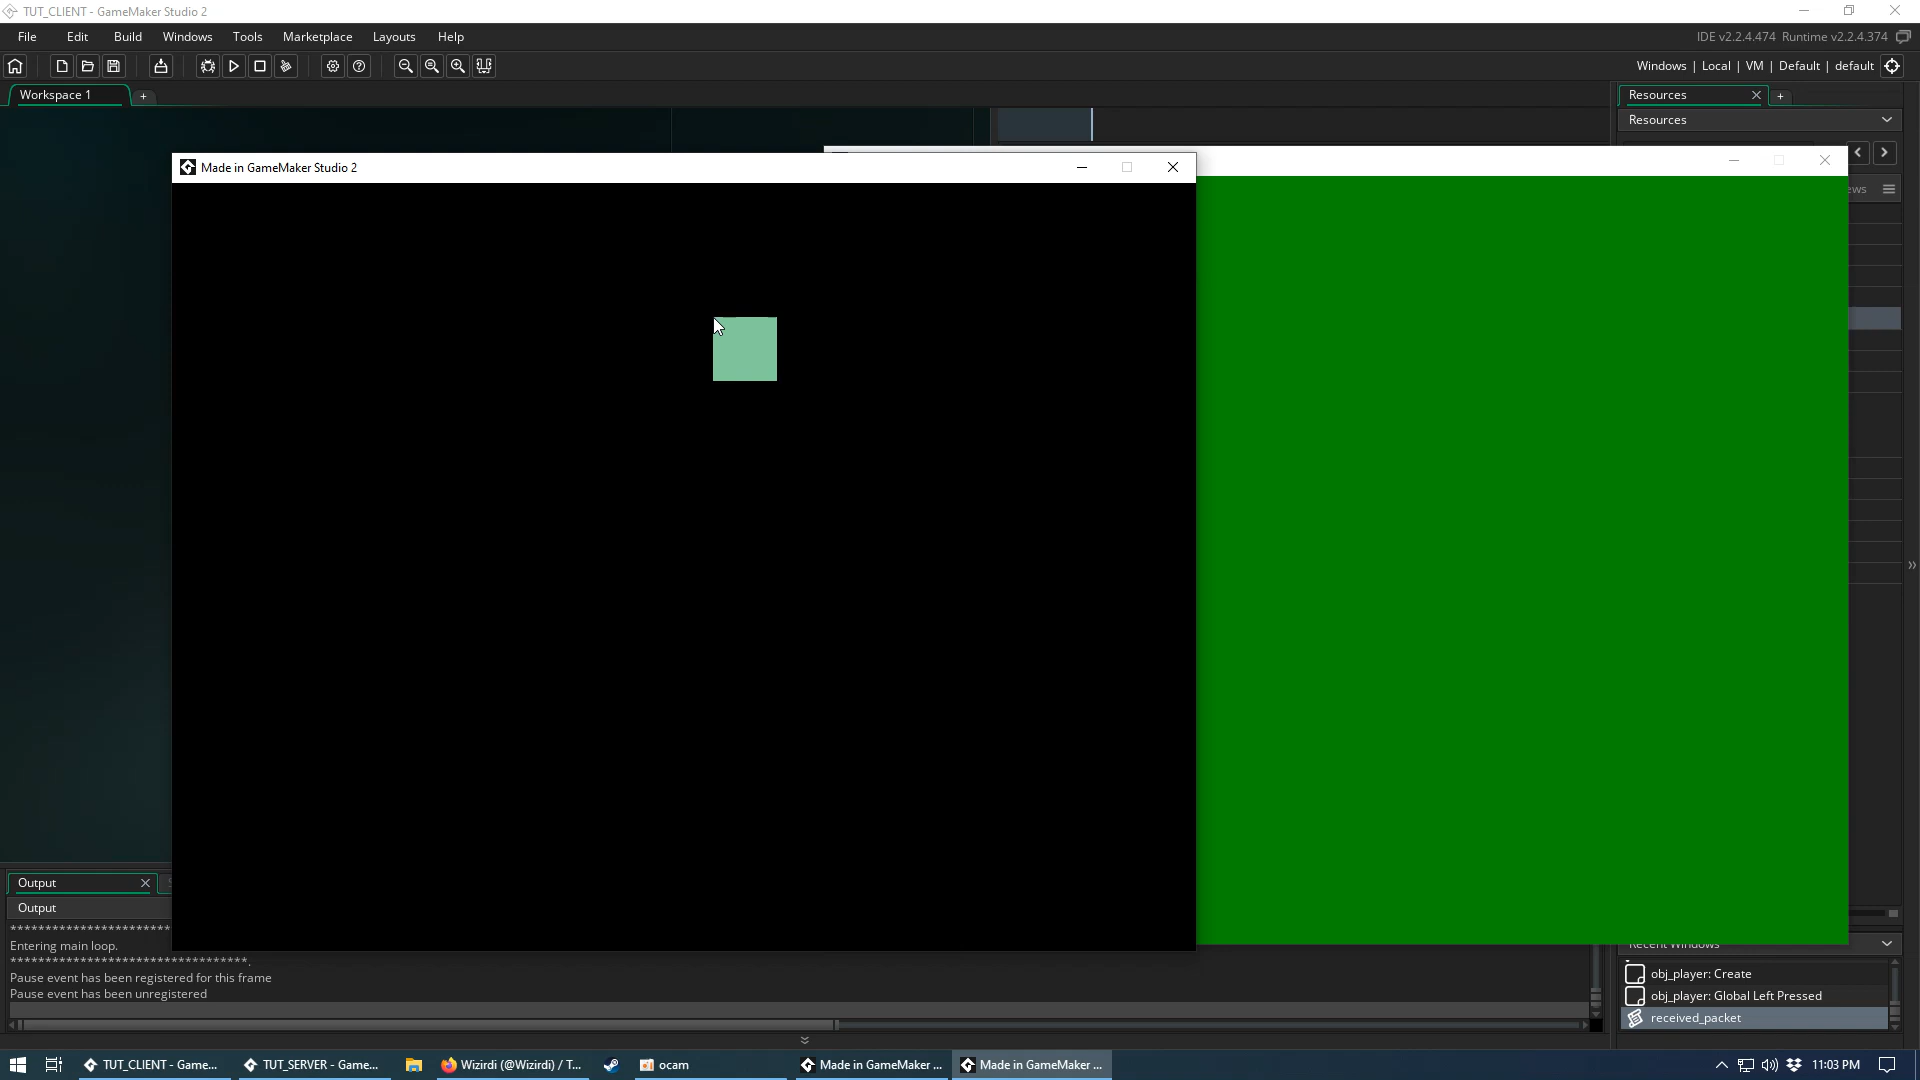 TUT_CLIENT - GameMaker Studio 2
File Edit Build Windows Tools Marketplace Layouts Help
IDE v2.2.4.474 Runtime v2.2.4.374
Windows | Local | VM | Default | default
Workspace 1
+
Resources
+
Resources
Made in GameMaker Studio 2
Output
Output
***********************
Entering main loop.
*********************************.
Pause event has been registered for this frame
Pause event has been unregistered
Recent Windows
obj_player: Create
obj_player: Global Left Pressed
received_packet
TUT_CLIENT - Game...
TUT_SERVER - Game...
Wizirdi (@Wizirdi) / T...
ocam
Made in GameMaker ...
Made in GameMaker ...
11:03 PM